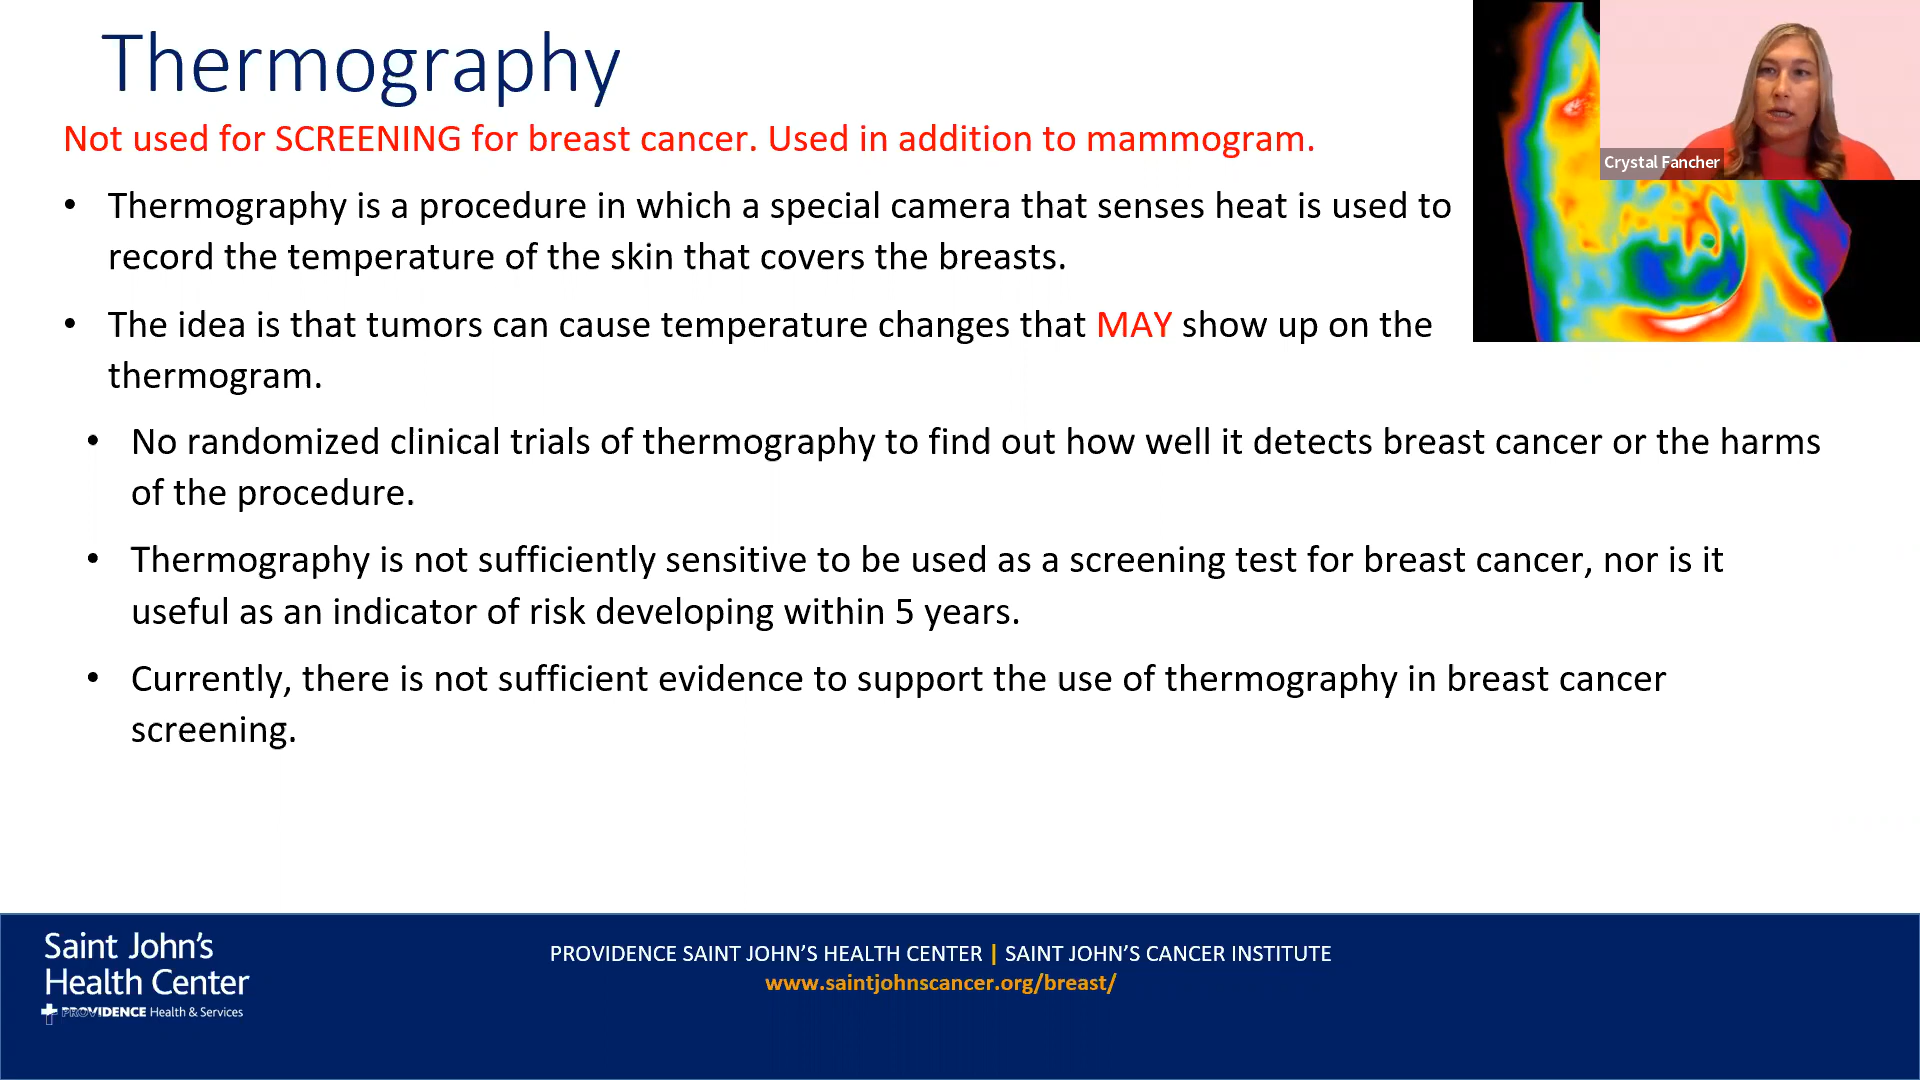 Thermography
Not used for SCREENING for breast cancer. Used in addition to mammogram.
Crystal Fancher
• Thermography is a procedure in which a special camera that senses heat is used to
record the temperature of the skin that covers the breasts.
• The idea is that tumors can cause temperature changes that MAY show up on the
thermogram.
• No randomized clinical trials of thermography to find out how well it detects breast cancer or the harms
of the procedure.
• Thermography is not sufficiently sensitive to be used as a screening test for breast cancer, nor is it
useful as an indicator of risk developing within 5 years.
• Currently, there is not sufficient evidence to support the use of thermography in breast cancer
screening.
Saint John's
Health Center
PROVIDENCE Health & Services
PROVIDENCE SAINT JOHN'S HEALTH CENTER | SAINT JOHN'S CANCER INSTITUTE
www.saintjohnscancer.org/breast/